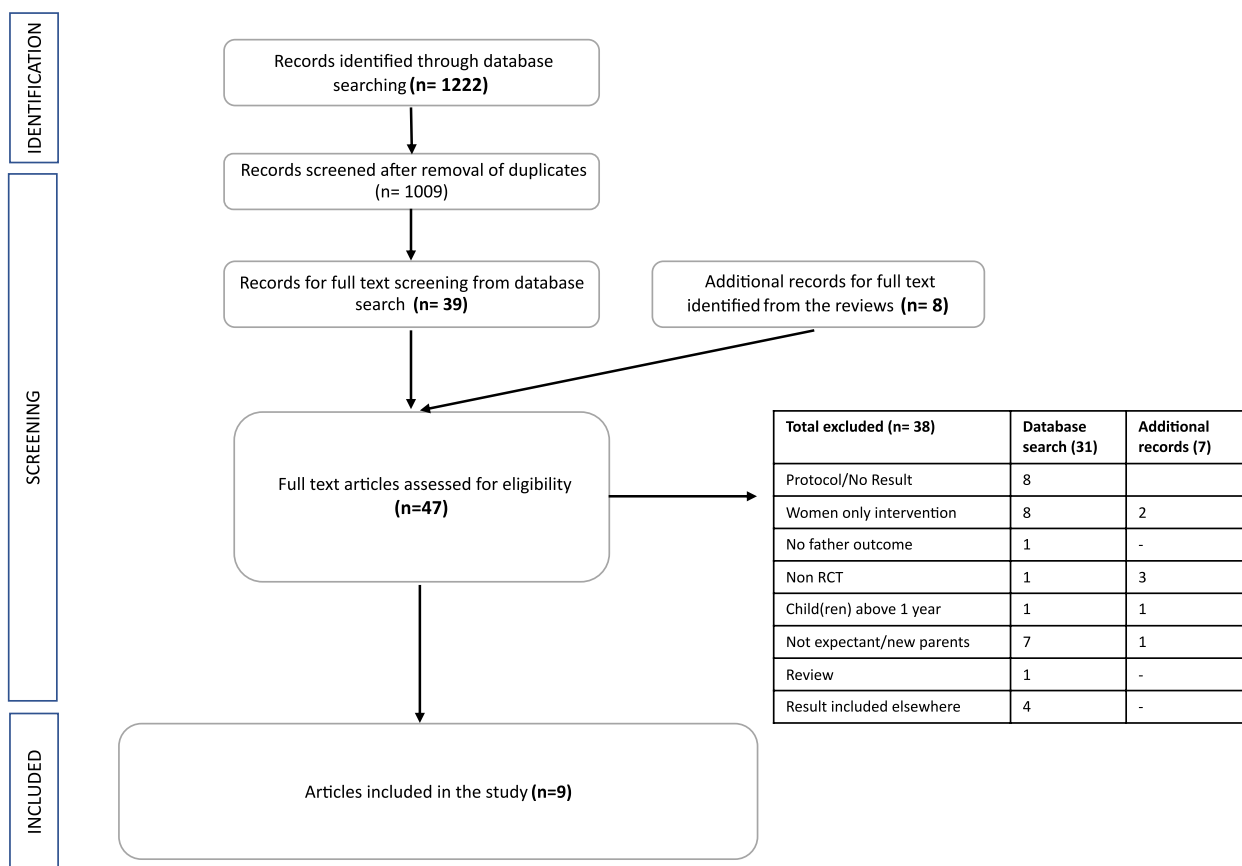 IDENTIFICATION
Records identified through database
searching (n= 1222)
Records screened after removal of duplicates
(n= 1009)
SCREENING
Records for full text screening from database
search (n= 39)
Additional records for full text
identified from the reviews (n= 8)
Full text articles assessed for eligibility
(n=47)
Total excluded (n= 38) Database search (31) Additional records (7)
Protocol/No Result 8
Women only intervention 8 2
No father outcome 1 -
Non RCT 1 3
Child(ren) above 1 year 1 1
Not expectant/new parents 7 1
Review 1 -
Result included elsewhere 4 -
INCLUDED
Articles included in the study (n=9)